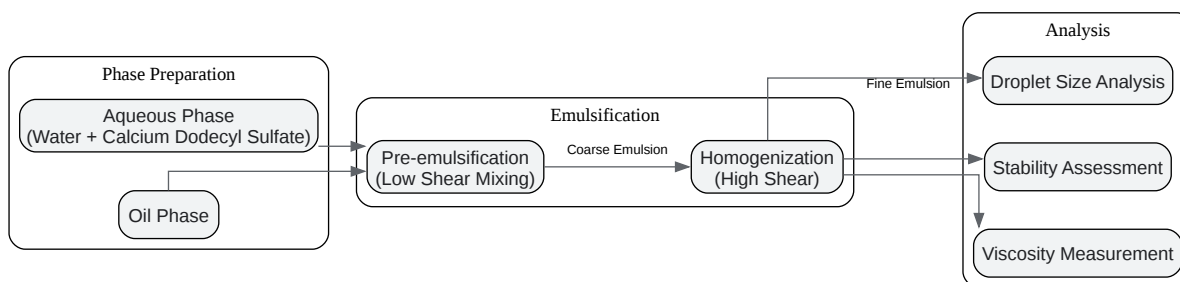 Phase Preparation
Aqueous Phase
(Water + Calcium Dodecyl Sulfate)
Oil Phase
Emulsification
Pre-emulsification
(Low Shear Mixing)
Coarse Emulsion
Homogenization
(High Shear)
Fine Emulsion
Analysis
Droplet Size Analysis
Stability Assessment
Viscosity Measurement